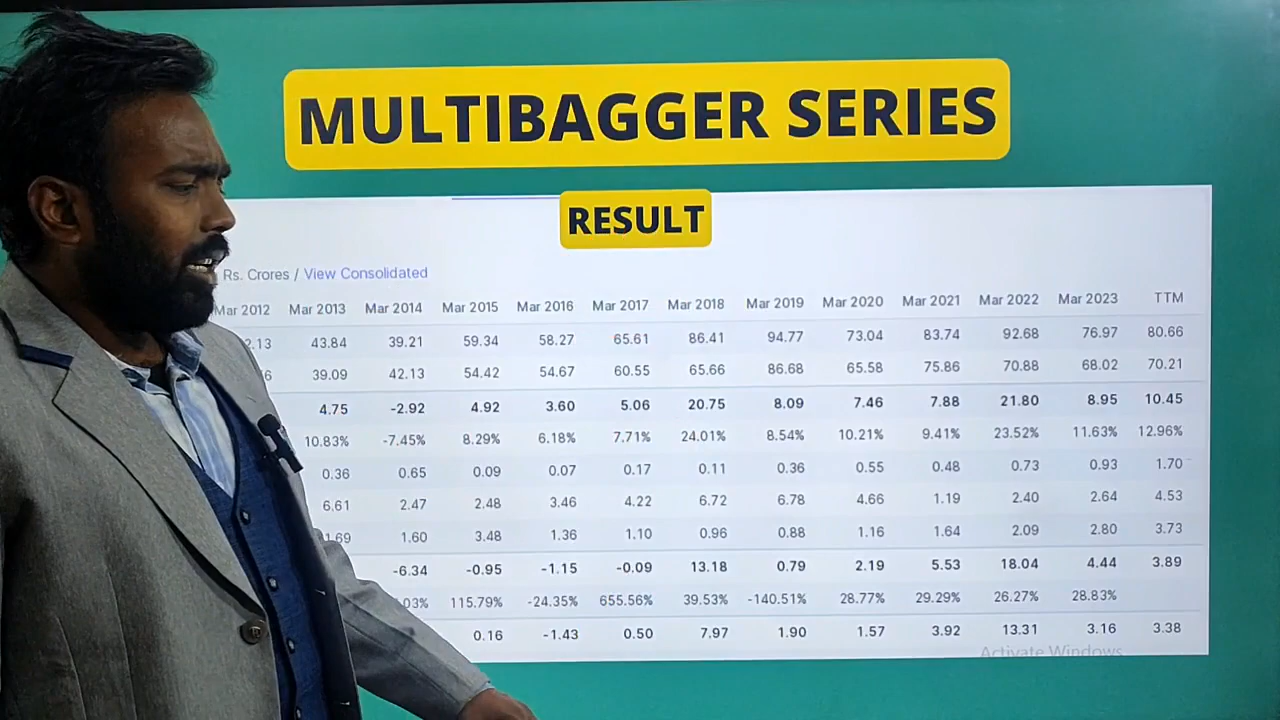 MULTIBAGGER SERIES
RESULT
Rs. Crores / View Consolidated
Mar 2012 Mar 2013 Mar 2014 Mar 2015 Mar 2016 Mar 2017 Mar 2018 Mar 2019 Mar 2020 Mar 2021 Mar 2022 Mar 2023 TTM
2.13 43.84 39.21 59.34 58.27 65.61 86.41 94.77 73.04 83.74 92.68 76.97 80.66
6 39.09 42.13 54.42 54.67 60.55 65.66 86.68 65.58 75.86 70.88 68.02 70.21
4.75 -2.92 4.92 3.60 5.06 20.75 8.09 7.46 7.88 21.80 8.95 10.45
10.83% -7.45% 8.29% 6.18% 7.71% 24.01% 8.54% 10.21% 9.41% 23.52% 11.63% 12.96%
0.36 0.65 0.09 0.07 0.17 0.11 0.36 0.55 0.48 0.73 0.93 1.70
6.61 2.47 2.48 3.46 4.22 6.72 6.78 4.66 1.19 2.40 2.64 4.53
1.69 1.60 3.48 1.36 1.10 0.96 0.88 1.16 1.64 2.09 2.80 3.73
-6.34 -0.95 -1.15 -0.09 13.18 0.79 2.19 5.53 18.04 4.44 3.89
.03% 115.79% -24.35% 655.56% 39.53% -140.51% 28.77% 29.29% 26.27% 28.83%
0.16 -1.43 0.50 7.97 1.90 1.57 3.92 13.31 3.16 3.38
Activate Windows